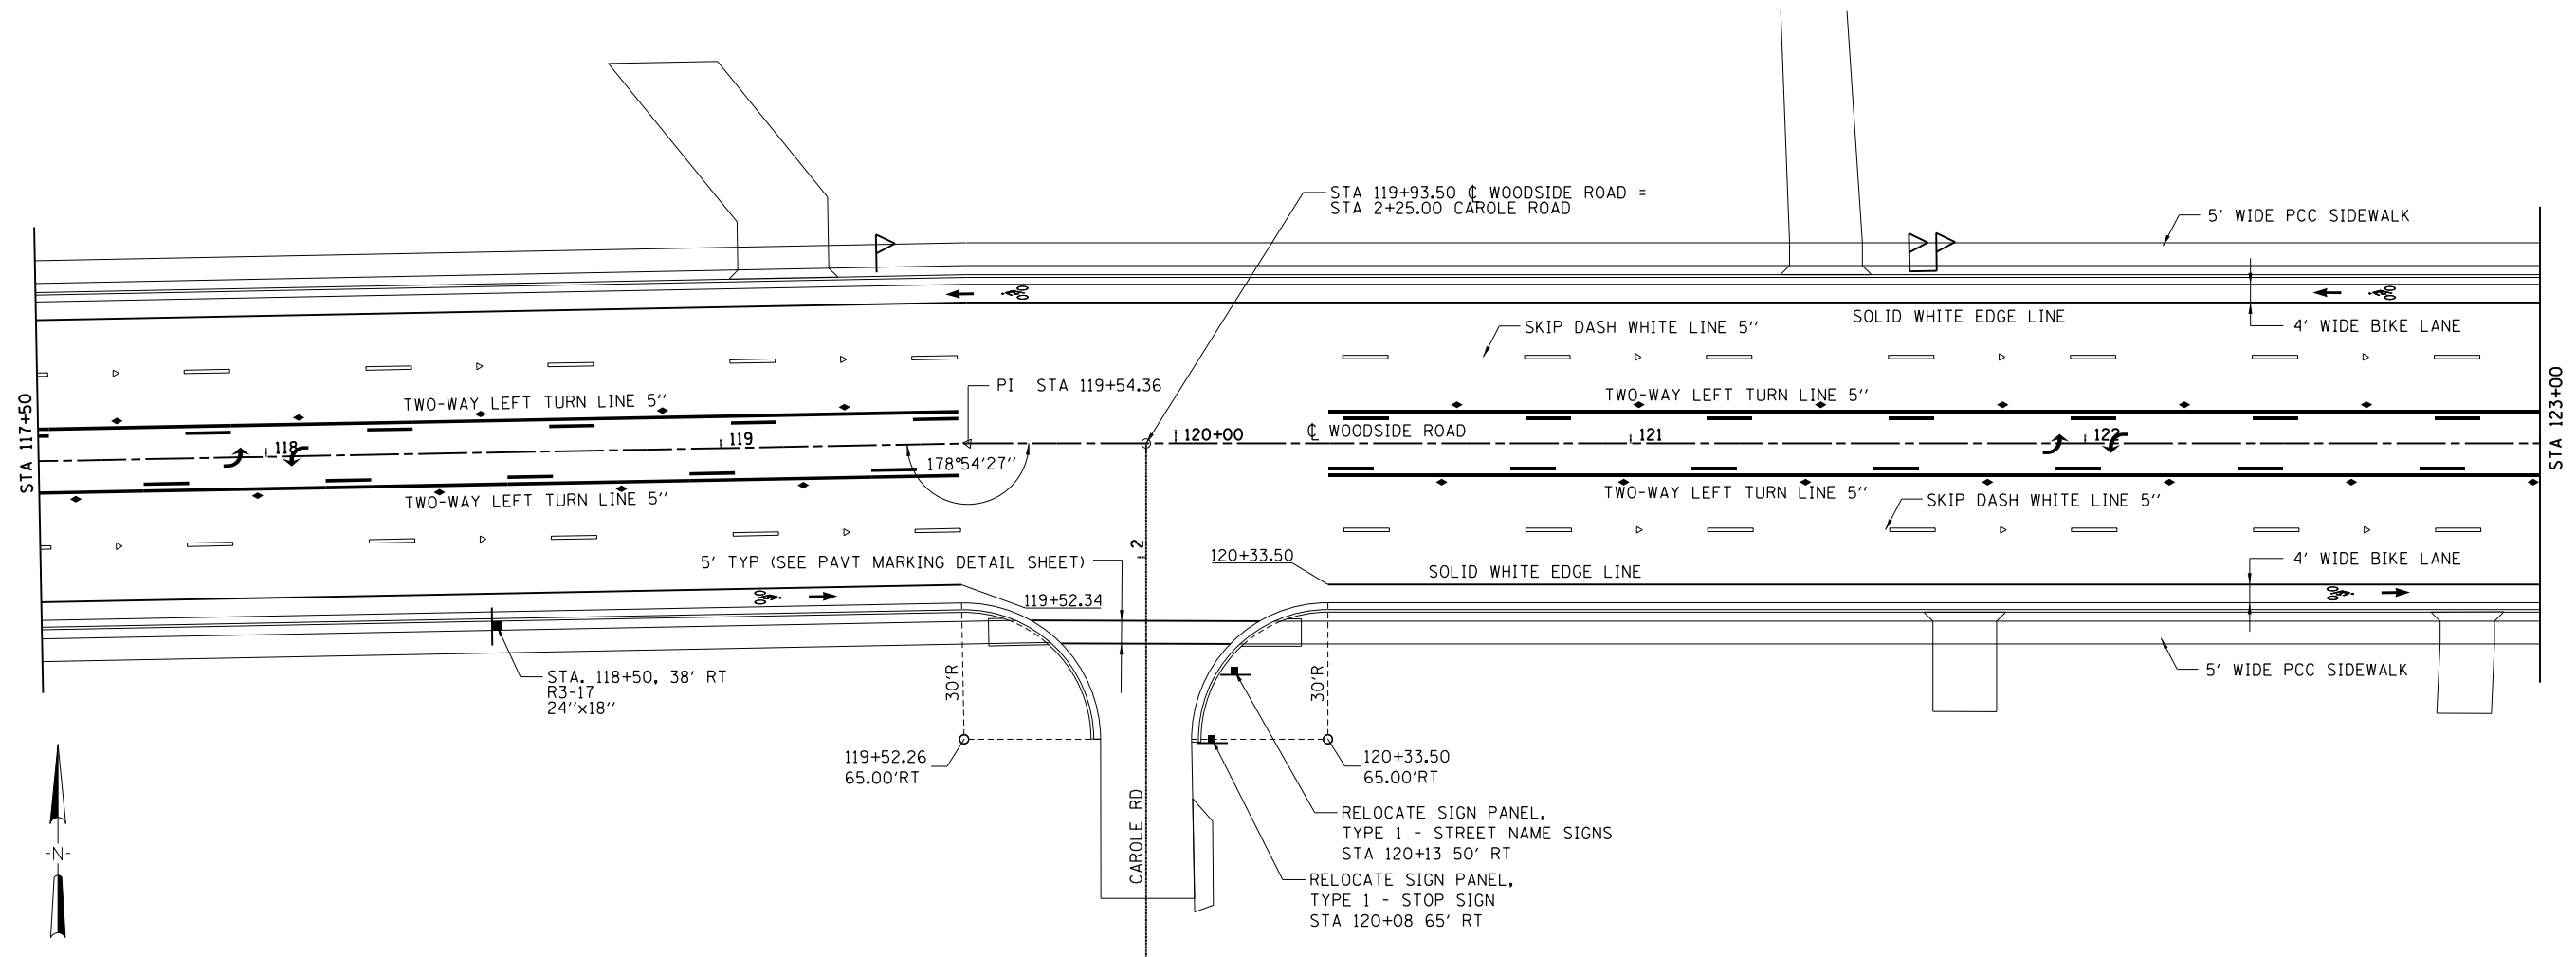 STA 119+93.50 ℄ WOODSIDE ROAD =
STA 2+25.00 CAROLE ROAD
5' WIDE PCC SIDEWALK
SOLID WHITE EDGE LINE
SKIP DASH WHITE LINE 5''
4' WIDE BIKE LANE
PI STA 119+54.36
TWO-WAY LEFT TURN LINE 5''
TWO-WAY LEFT TURN LINE 5''
STA 117+50
STA 123+00
118
119
120+00
℄ WOODSIDE ROAD
121
122
178°54'27''
TWO-WAY LEFT TURN LINE 5''
TWO-WAY LEFT TURN LINE 5''
SKIP DASH WHITE LINE 5''
2
5' TYP (SEE PAVT MARKING DETAIL SHEET)
120+33.50
4' WIDE BIKE LANE
SOLID WHITE EDGE LINE
119+52.34
STA. 118+50, 38' RT
R3-17
24''x18''
30'R
30'R
5' WIDE PCC SIDEWALK
119+52.26
65.00'RT
120+33.50
65.00'RT
CAROLE RD
RELOCATE SIGN PANEL,
TYPE 1 - STREET NAME SIGNS
STA 120+13 50' RT
RELOCATE SIGN PANEL,
TYPE 1 - STOP SIGN
STA 120+08 65' RT
-N-